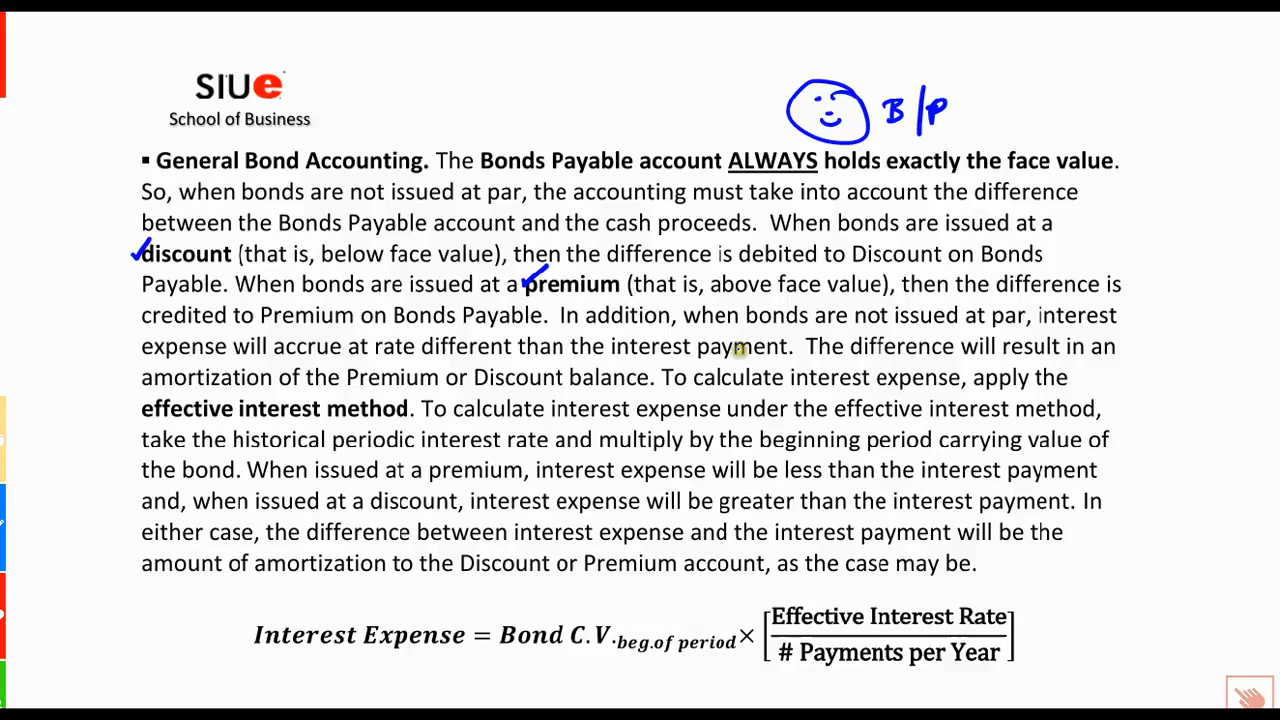 SIUe
School of Business
B/P
▪ General Bond Accounting. The Bonds Payable account ALWAYS holds exactly the face value.
So, when bonds are not issued at par, the accounting must take into account the difference
between the Bonds Payable account and the cash proceeds. When bonds are issued at a
discount (that is, below face value), then the difference is debited to Discount on Bonds
Payable. When bonds are issued at a premium (that is, above face value), then the difference is
credited to Premium on Bonds Payable. In addition, when bonds are not issued at par, interest
expense will accrue at rate different than the interest payment. The difference will result in an
amortization of the Premium or Discount balance. To calculate interest expense, apply the
effective interest method. To calculate interest expense under the effective interest method,
take the historical periodic interest rate and multiply by the beginning period carrying value of
the bond. When issued at a premium, interest expense will be less than the interest payment
and, when issued at a discount, interest expense will be greater than the interest payment. In
either case, the difference between interest expense and the interest payment will be the
amount of amortization to the Discount or Premium account, as the case may be.
Interest Expense = Bond C.V.beg.of period × [Effective Interest Rate / # Payments per Year]